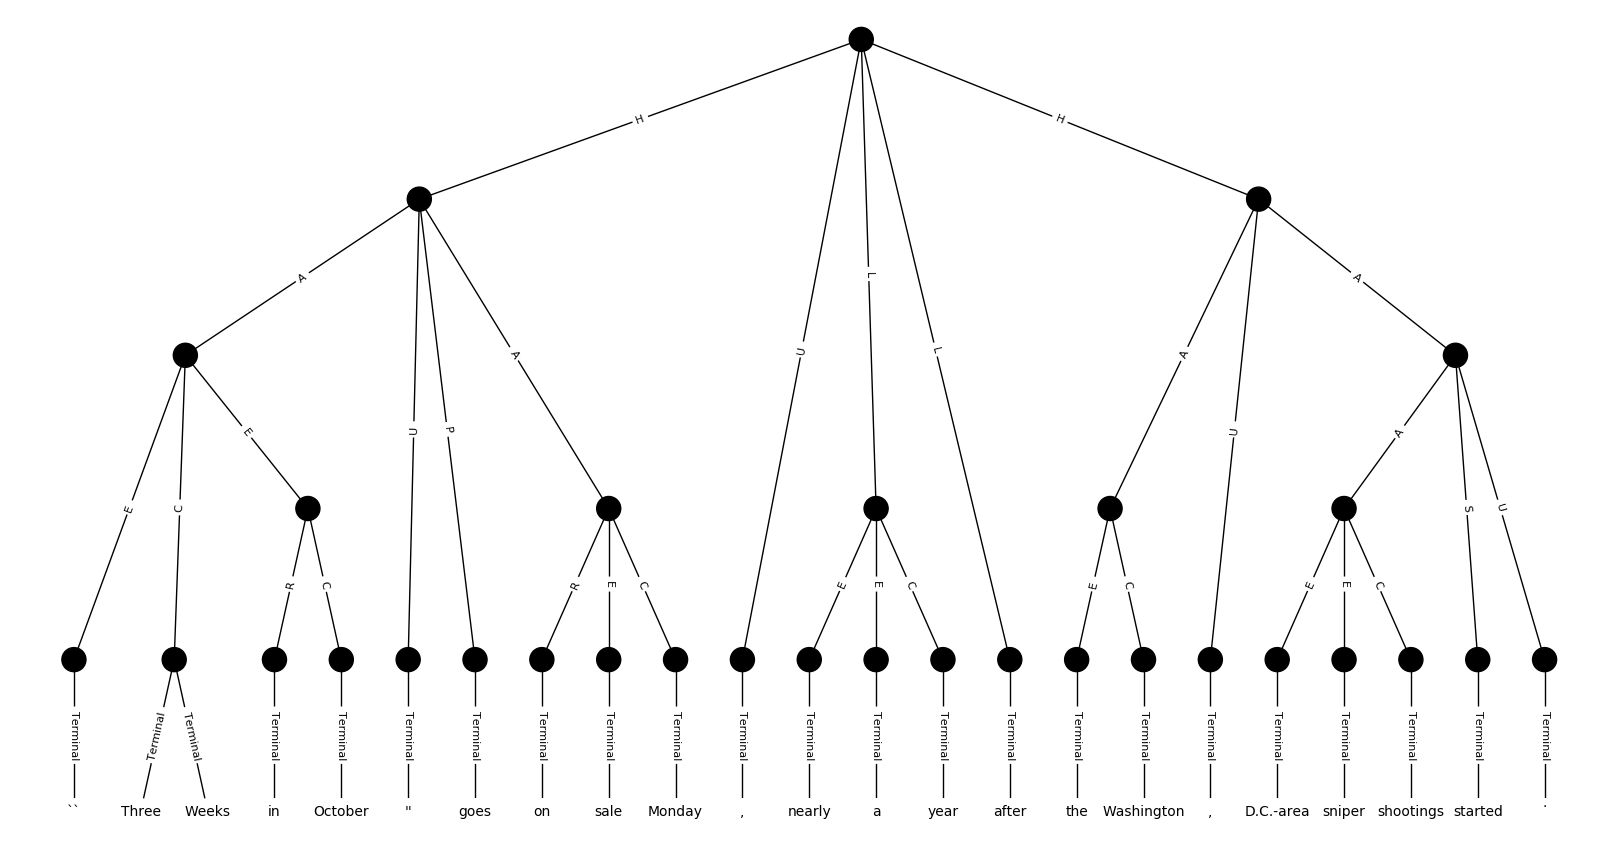 H H
A U P A U L L A U A
E C E A S U
R C R E C E E C E C E E C
Terminal Terminal Terminal Terminal Terminal Terminal Terminal Terminal Terminal Terminal Terminal Terminal Terminal Terminal Terminal Terminal Terminal Terminal Terminal Terminal Terminal Terminal Terminal
`` Three Weeks in October " goes on sale Monday , nearly a year after the Washington , D.C.-area sniper shootings started .